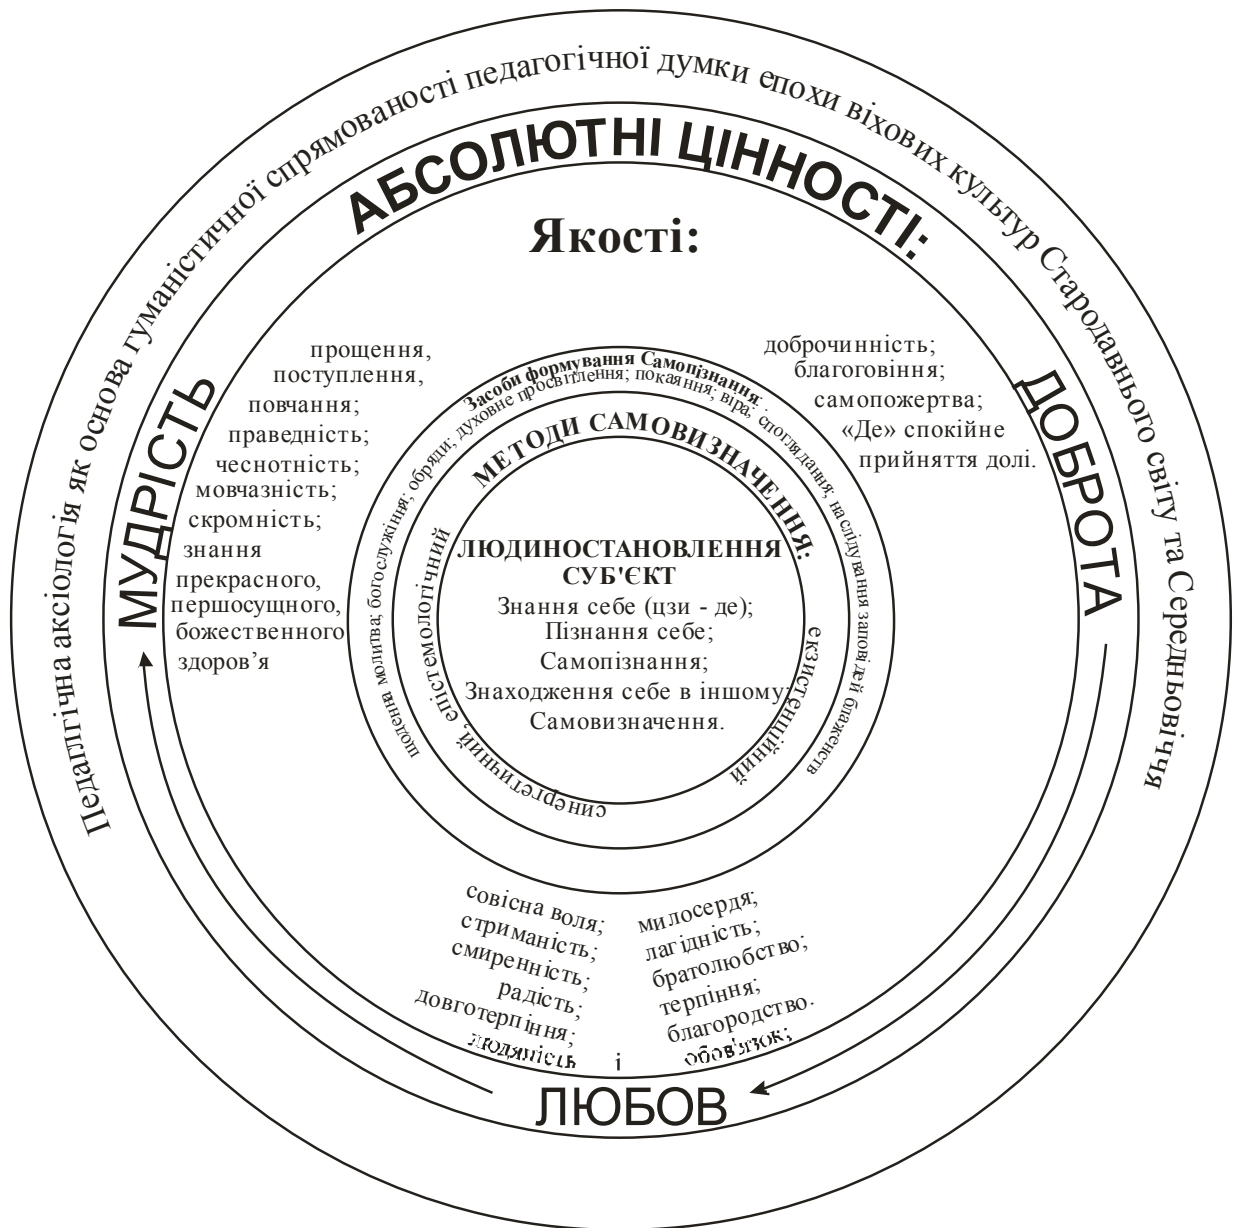 Педаглгічна аксіологія як основа гуманістичної спрямованості педагогічної думки епохи віхових культур Стародавнього світу та Середньовіччя
АБСОЛЮТНІ ЦІННОСТІ:
МУДРІСТЬ
ДОБРОТА
ЛЮБОВ
Якості:
прощення,
поступлення,
повчання;
праведність;
чеснотність;
мовчазність;
скромність;
знання
прекрасного,
першосущного,
божественного
здоров’я
доброчинність;
благоговіння;
самопожертва;
«Де» спокійне
прийняття долі.
Засоби формування Самопізнання:
щоденна молитва; богослужіння; обряди; духовне просвітлення; покаяння; віра; споглядання; наслідування заповідей блаженств
МЕТОДИ САМОВИЗНАЧЕННЯ:
синергетичний, епістемологічний
екзистенційний
ЛЮДИНОСТАНОВЛЕННЯ
СУБ'ЄКТ
Знання себе (цзи - де);
Пізнання себе;
Самопізнання;
Знаходження себе в іншому;
Самовизначення.
совісна воля;
стриманість;
смиренність;
радість;
довготерпіння;
людяність і обов'язок;
милосердя;
лагідність;
братолюбство;
терпіння;
благородство.